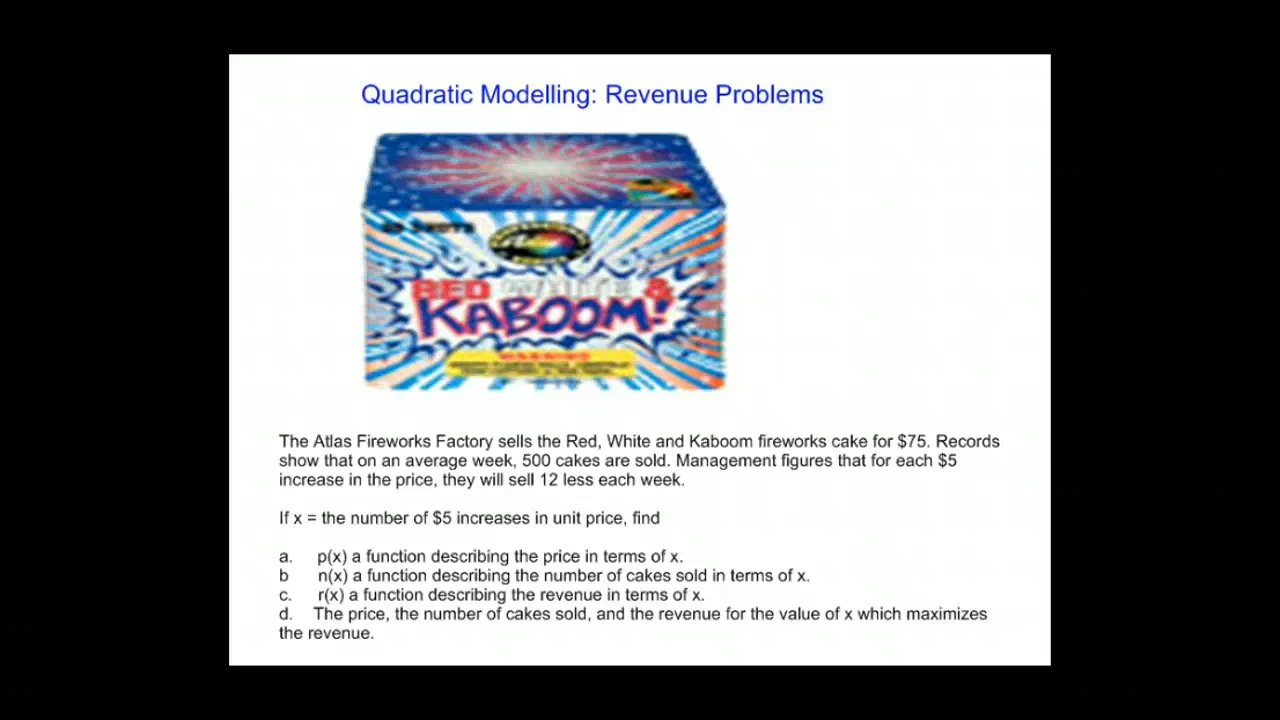 Quadratic Modelling: Revenue Problems
RED WHITE &
KABOOM!
WARNING
The Atlas Fireworks Factory sells the Red, White and Kaboom fireworks cake for $75. Records
show that on an average week, 500 cakes are sold. Management figures that for each $5
increase in the price, they will sell 12 less each week.
If x = the number of $5 increases in unit price, find
a. p(x) a function describing the price in terms of x.
b n(x) a function describing the number of cakes sold in terms of x.
c. r(x) a function describing the revenue in terms of x.
d. The price, the number of cakes sold, and the revenue for the value of x which maximizes
the revenue.